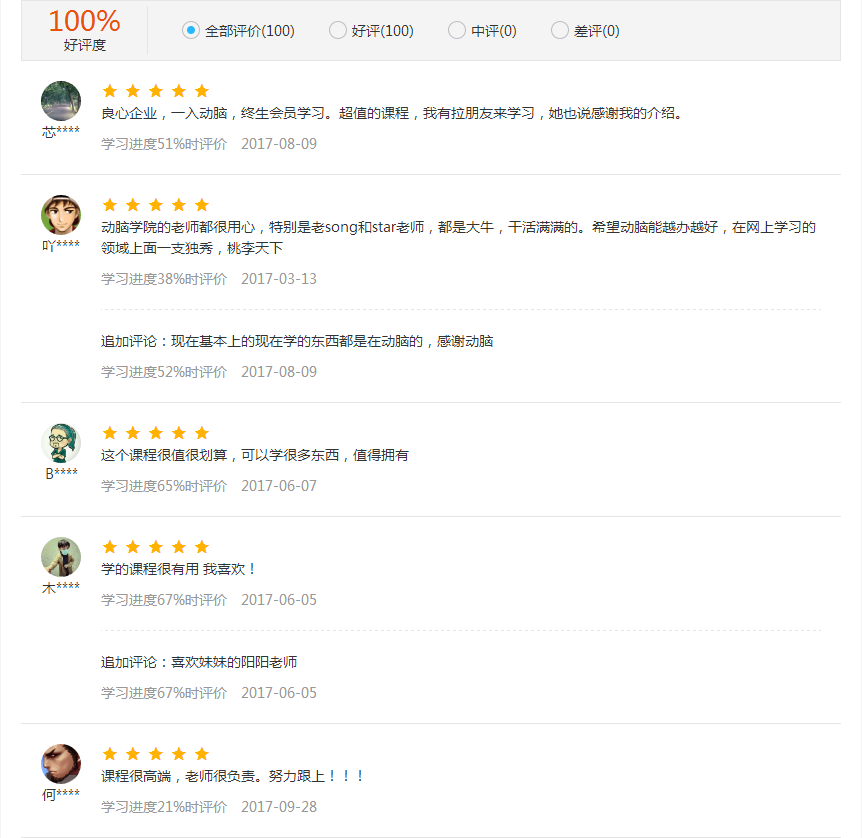 100%
好评度
全部评价(100) 好评(100) 中评(0) 差评(0)
良心企业，一入动脑，终生会员学习。超值的课程，我有拉朋友来学习，她也说感谢我的介绍。
芯****
学习进度51%时评价 2017-08-09
动脑学院的老师都很用心，特别是老song和star老师，都是大牛，干活满满的。希望动脑能越办越好，在网上学习的
吖****
领域上面一支独秀，桃李天下
学习进度38%时评价 2017-03-13
追加评论：现在基本上的现在学的东西都是在动脑的，感谢动脑
学习进度52%时评价 2017-08-09
这个课程很值很划算，可以学很多东西，值得拥有
B****
学习进度65%时评价 2017-06-07
学的课程很有用 我喜欢！
木****
学习进度67%时评价 2017-06-05
追加评论：喜欢妹妹的阳阳老师
学习进度67%时评价 2017-06-05
课程很高端，老师很负责。努力跟上！！！
何****
学习进度21%时评价 2017-09-28